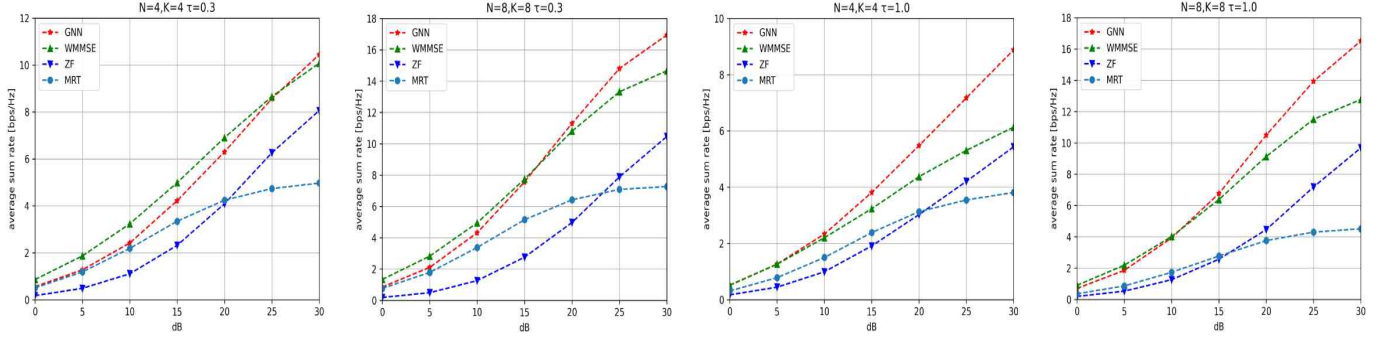 N=4,K=4 τ=0.3
12
10
8
6
4
2
0
average sum rate [bps/Hz]
GNN
WMMSE
ZF
MRT
0 5 10 15 20 25 30
dB
N=8,K=8 τ=0.3
18
16
14
12
10
8
6
4
2
0
average sum rate [bps/Hz]
GNN
WMMSE
ZF
MRT
0 5 10 15 20 25 30
dB
N=4,K=4 τ=1.0
10
8
6
4
2
0
average sum rate [bps/Hz]
GNN
WMMSE
ZF
MRT
0 5 10 15 20 25 30
dB
N=8,K=8 τ=1.0
18
16
14
12
10
8
6
4
2
0
average sum rate [bps/Hz]
GNN
WMMSE
ZF
MRT
0 5 10 15 20 25 30
dB